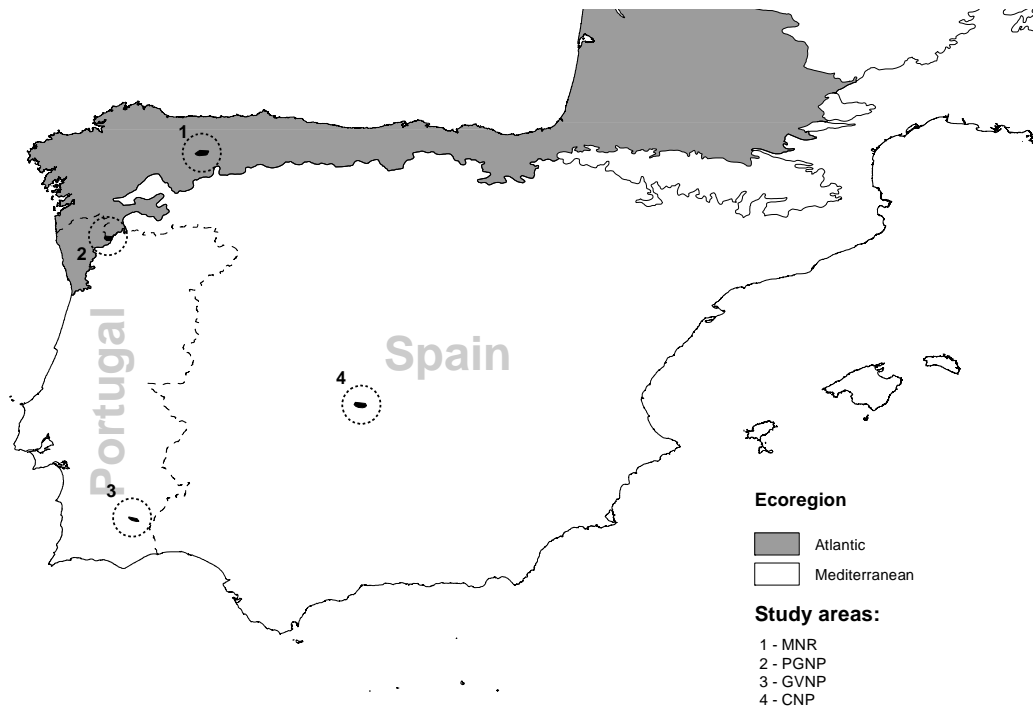 1
2
Portugal
Spain
4
3
Ecoregion
Atlantic
Mediterranean
Study areas:
1 - MNR
2 - PGNP
3 - GVNP
4 - CNP